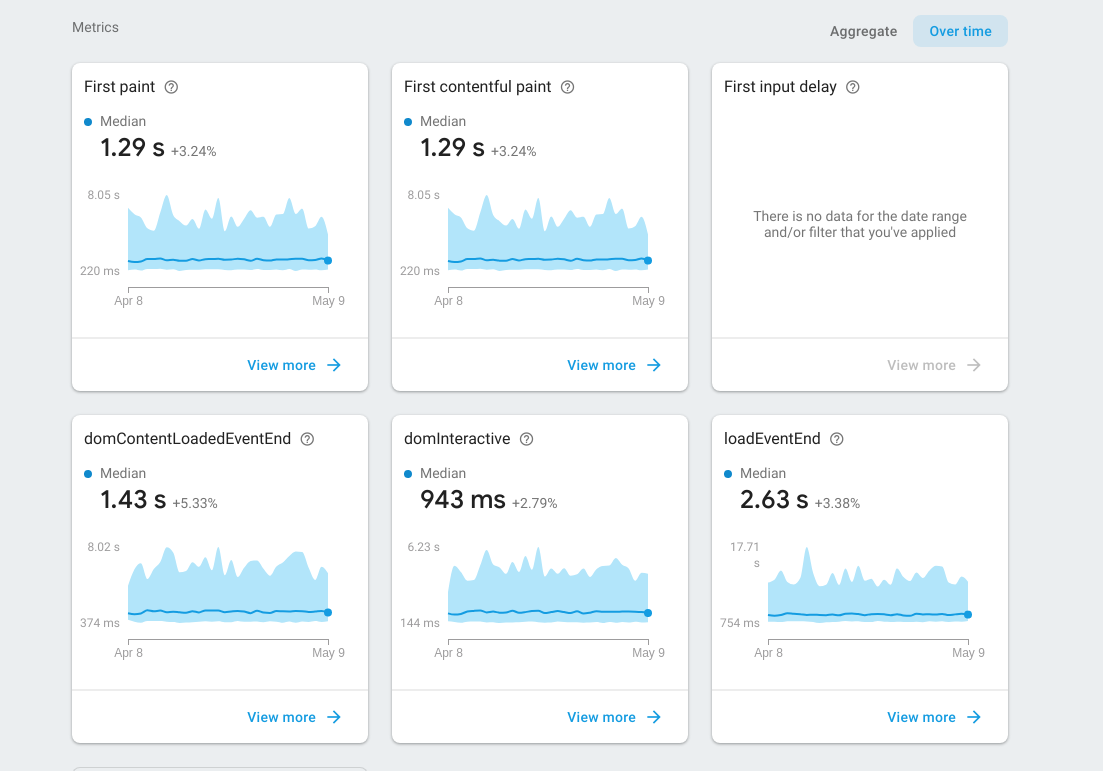 Metrics
Aggregate
Over time
First paint
Median
1.29 s +3.24%
8.05 s
220 ms
Apr 8
May 9
View more
First contentful paint
Median
1.29 s +3.24%
8.05 s
220 ms
Apr 8
May 9
View more
First input delay
There is no data for the date range
and/or filter that you've applied
View more
domContentLoadedEventEnd
Median
1.43 s +5.33%
8.02 s
374 ms
Apr 8
May 9
View more
domInteractive
Median
943 ms +2.79%
6.23 s
144 ms
Apr 8
May 9
View more
loadEventEnd
Median
2.63 s +3.38%
17.71
s
754 ms
Apr 8
May 9
View more